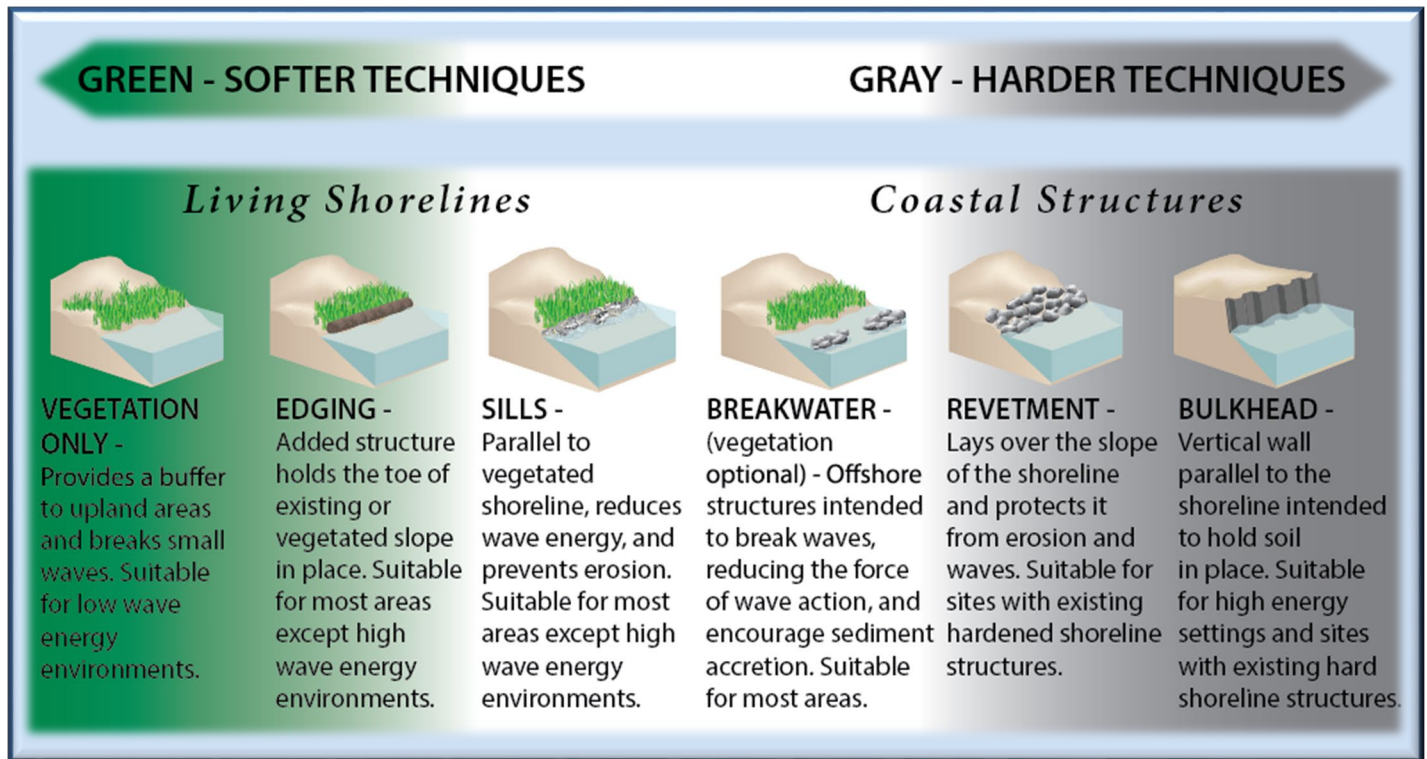 GREEN - SOFTER TECHNIQUES
GRAY - HARDER TECHNIQUES
Living Shorelines
Coastal Structures
VEGETATION
ONLY -
Provides a buffer
to upland areas
and breaks small
waves. Suitable
for low wave
energy
environments.
EDGING -
Added structure
holds the toe of
existing or
vegetated slope
in place. Suitable
for most areas
except high
wave energy
environments.
SILLS -
Parallel to
vegetated
shoreline, reduces
wave energy, and
prevents erosion.
Suitable for most
areas except high
wave energy
environments.
BREAKWATER -
(vegetation
optional) - Offshore
structures intended
to break waves,
reducing the force
of wave action, and
encourage sediment
accretion. Suitable
for most areas.
REVETMENT -
Lays over the slope
of the shoreline
and protects it
from erosion and
waves. Suitable for
sites with existing
hardened shoreline
structures.
BULKHEAD -
Vertical wall
parallel to the
shoreline intended
to hold soil
in place. Suitable
for high energy
settings and sites
with existing hard
shoreline structures.